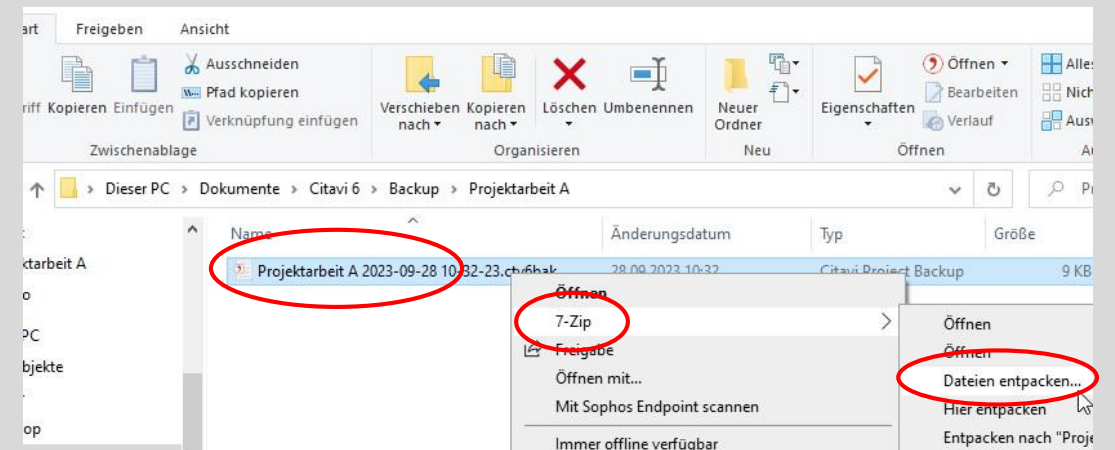 art Freigeben Ansicht
Ausschneiden
Pfad kopieren
Verknüpfung einfügen
riff Kopieren Einfügen
Verschieben nach
Kopieren nach
Löschen
Umbenennen
Neuer Ordner
Eigenschaften
Öffnen
Bearbeiten
Verlauf
Alles
Nich
Ausw
Zwischenablage Organisieren Neu Öffnen A
Dieser PC > Dokumente > Citavi 6 > Backup > Projektarbeit A
Name Änderungsdatum Typ Größe
ktarbeit A
Projektarbeit A 2023-09-28 10-32-23.ctv6bak 28.09.2023 10:32 Citavi Project Backup 9 KB
o
PC
bjekte
op
Öffnen
7-Zip
Freigabe
Öffnen mit...
Mit Sophos Endpoint scannen
Immer offline verfügbar
Öffnen
Öffnen
Dateien entpacken...
Hier entpacken
Entpacken nach "Proje